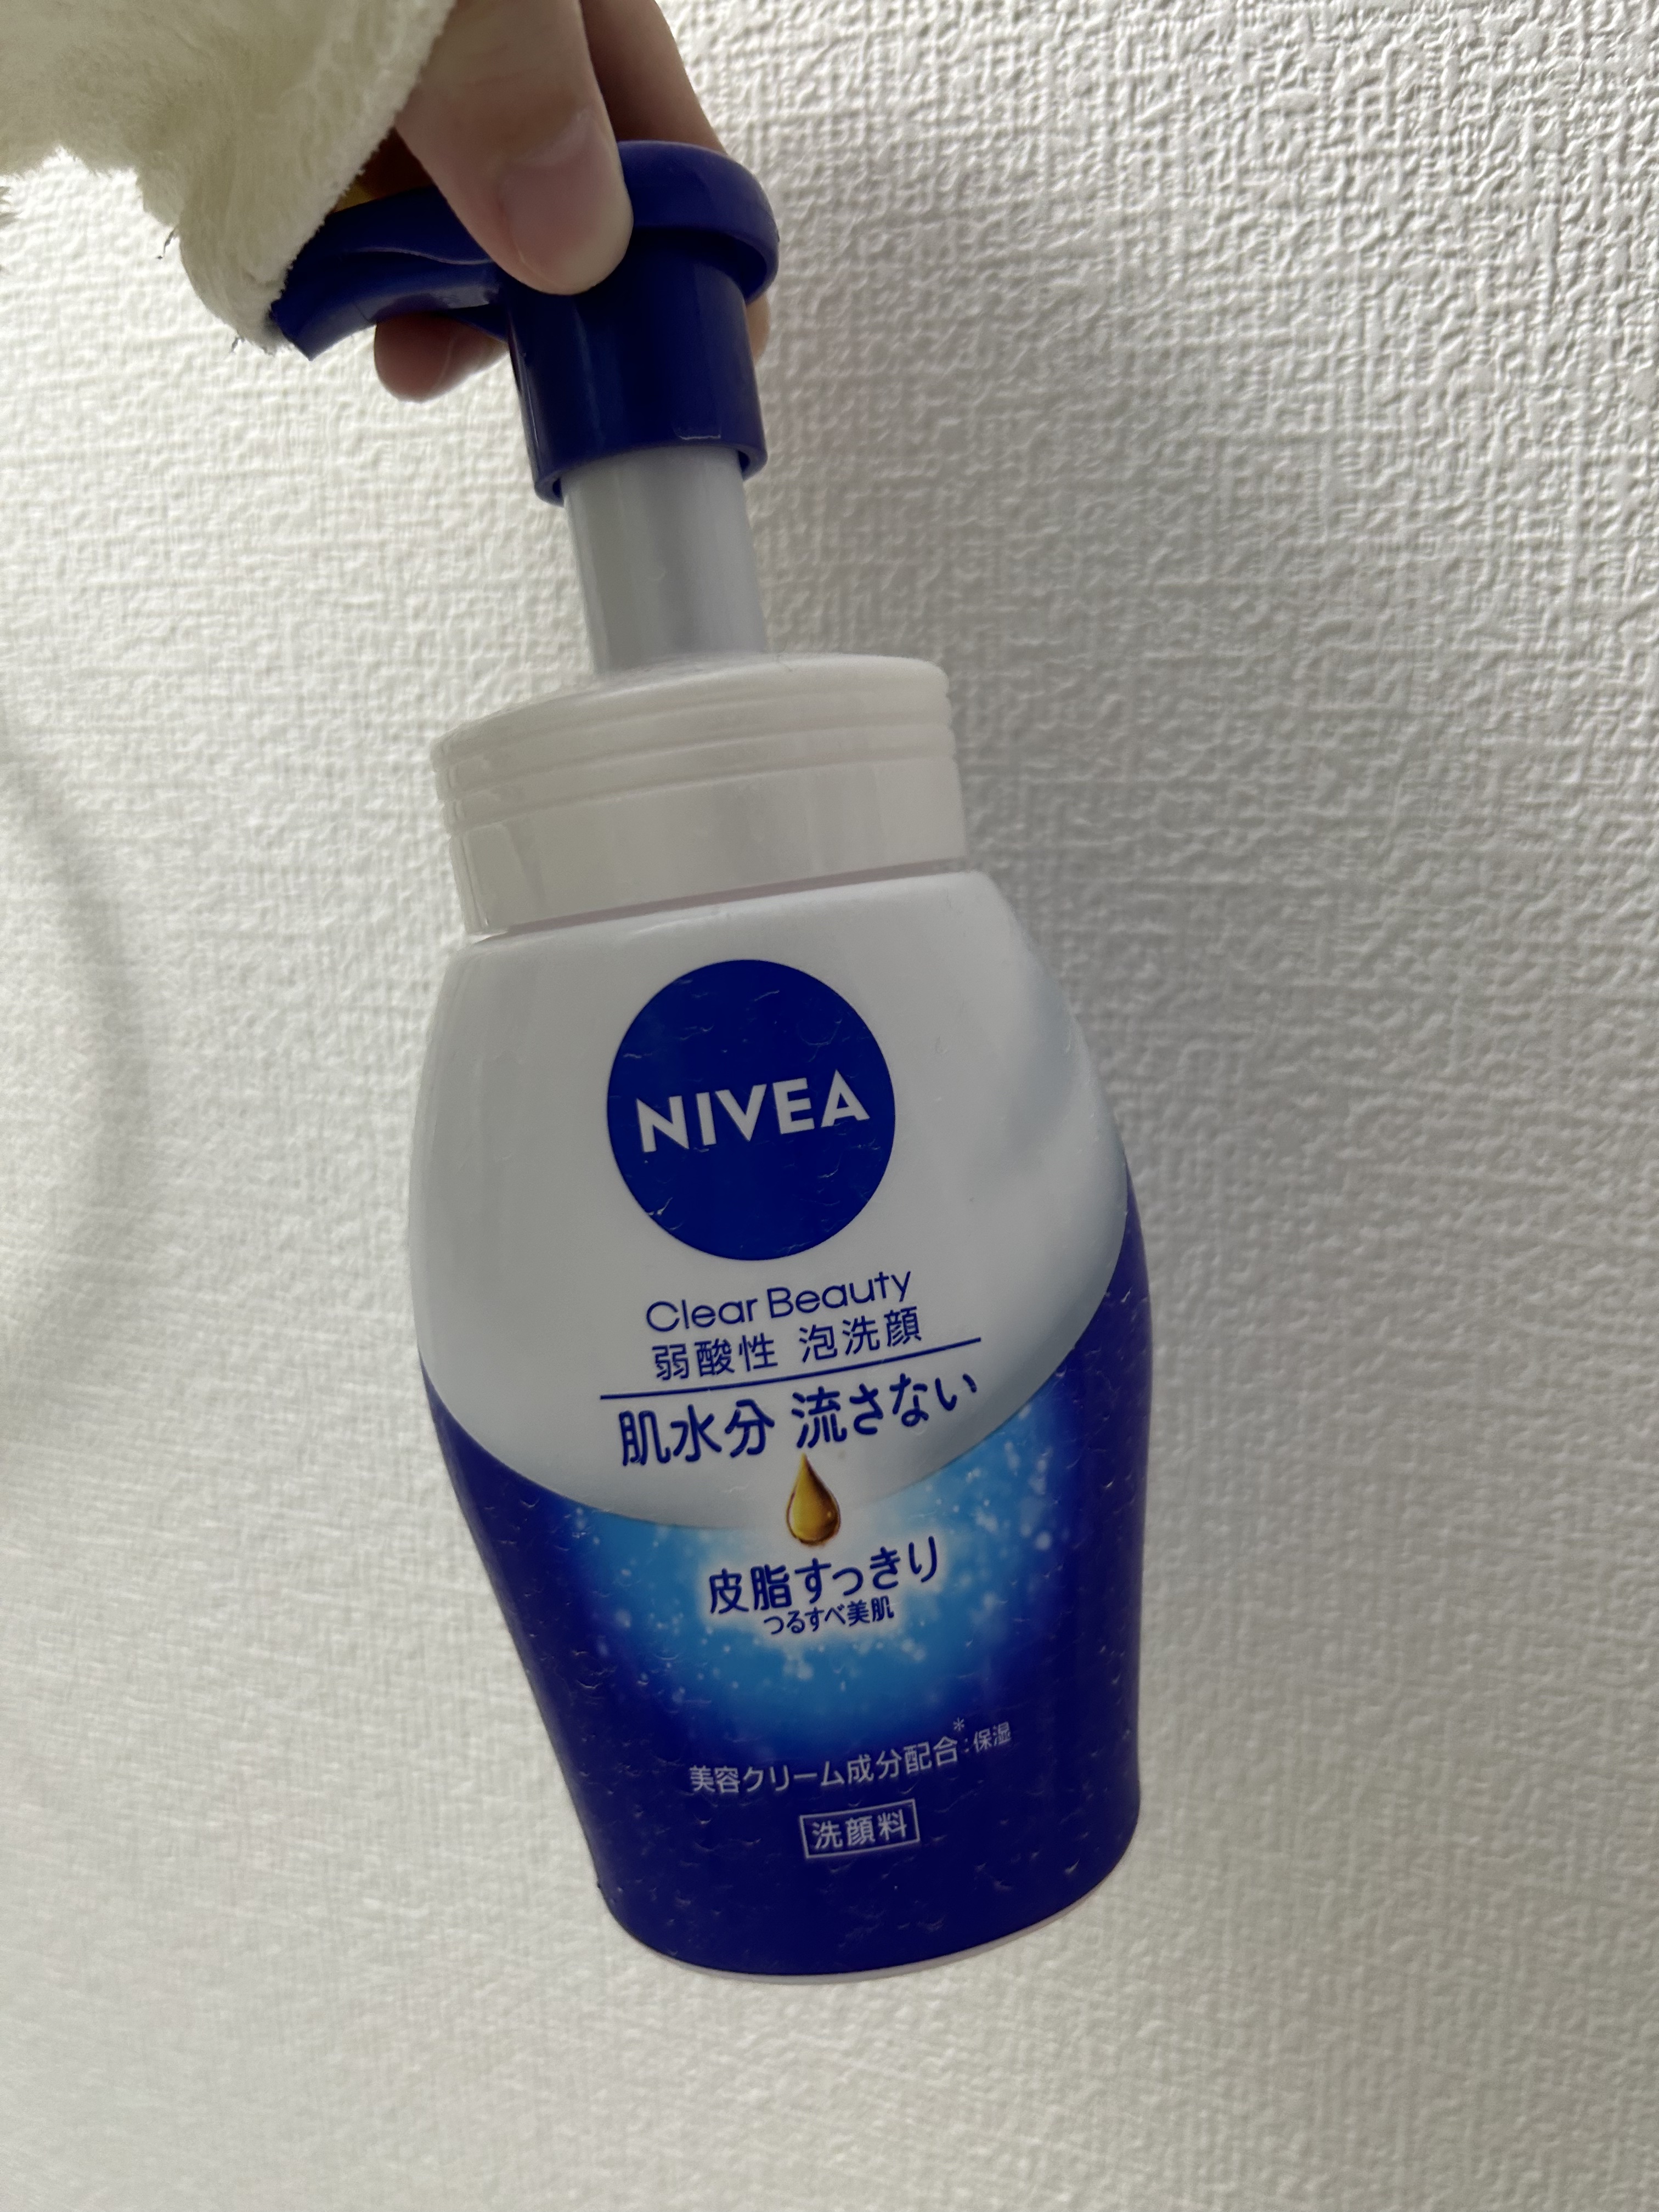 NIVEA
Clear Beauty
弱酸性 泡洗顔
肌水分 流さない
皮脂すっきり
つるすべ美肌
美容クリーム成分配合*:保湿
洗顔料